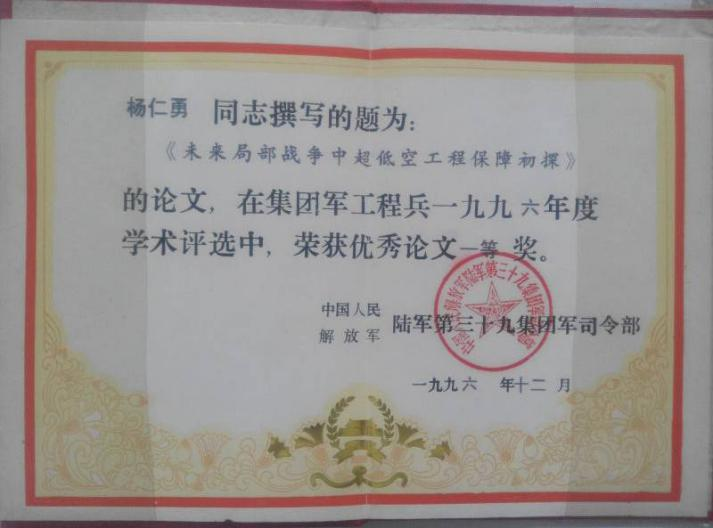 杨仁勇 同志撰写的题为：
《未来局部战争中超低空工程保障初探》
的论文，在集团军工程兵一九九六年度
学术评选中，荣获优秀论文一等奖。
中国人民
解放军 陆军第三十九集团军司令部
一九九六 年十二月